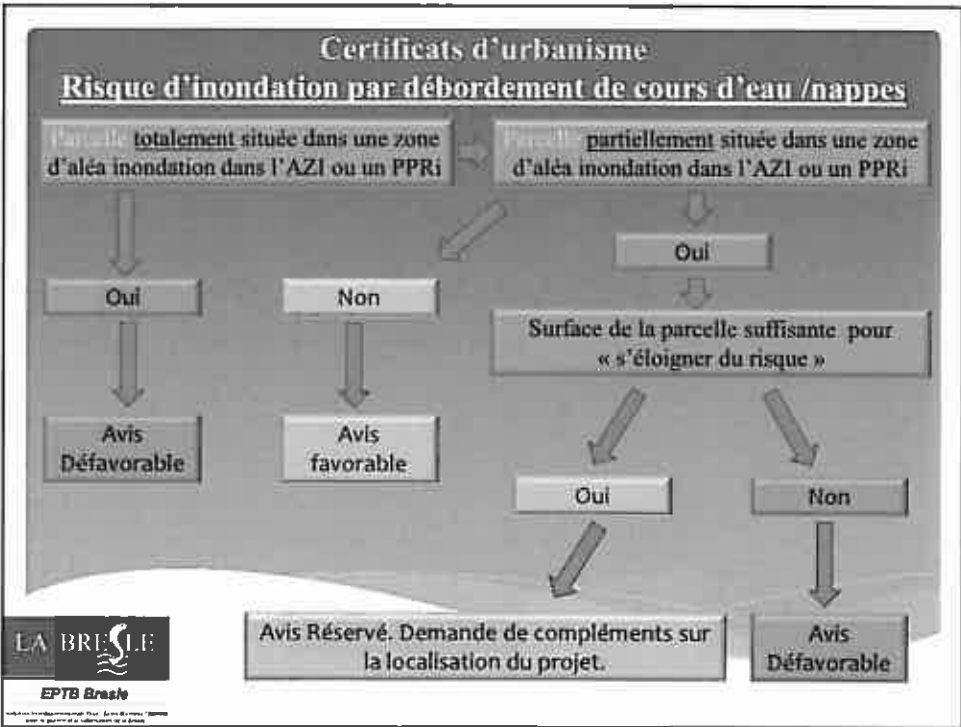 Certificats d'urbanisme
Risque d'inondation par débordement de cours d'eau /nappes
Parcelle totalement située dans une zone
d'aléa inondation dans l'AZI ou un PPRi
Parcelle partiellement située dans une zone
d'aléa inondation dans l'AZI ou un PPRi
Oui
Oui
Non
Surface de la parcelle suffisante pour
« s'éloigner du risque »
Avis
Défavorable
Avis
favorable
Oui
Non
Avis Réservé. Demande de compléments sur
la localisation du projet.
Avis
Défavorable
LA BRESLE
EPTB Bresle